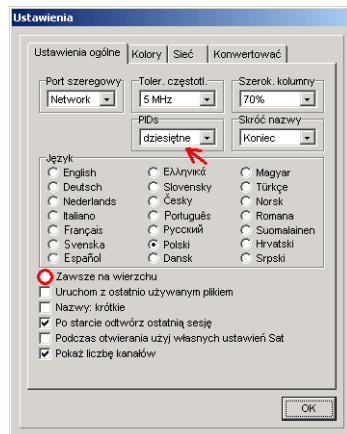 Ustawienia
Ustawienia ogólne Kolory Sieć Konwertować
Port szeregowy Toler. częstotl. Szerok. kolumny
Network 5 MHz 70%
PIDs Skróć nazwy
dziesiętne Koniec
Język
English Ελληνικά Magyar
Deutsch Slovensky Türkçe
Nederlands Česky Norsk
Italiano Português Romana
Français Русский Suomalainen
Svenska Polski Hrvatski
Español Dansk Srpski
Zawsze na wierzchu
Uruchom z ostatnio używanym plikiem
Nazwy: krótkie
Po starcie odtwórz ostatnią sesję
Podczas otwierania użyj własnych ustawień Sat
Pokaż liczbę kanałów
OK